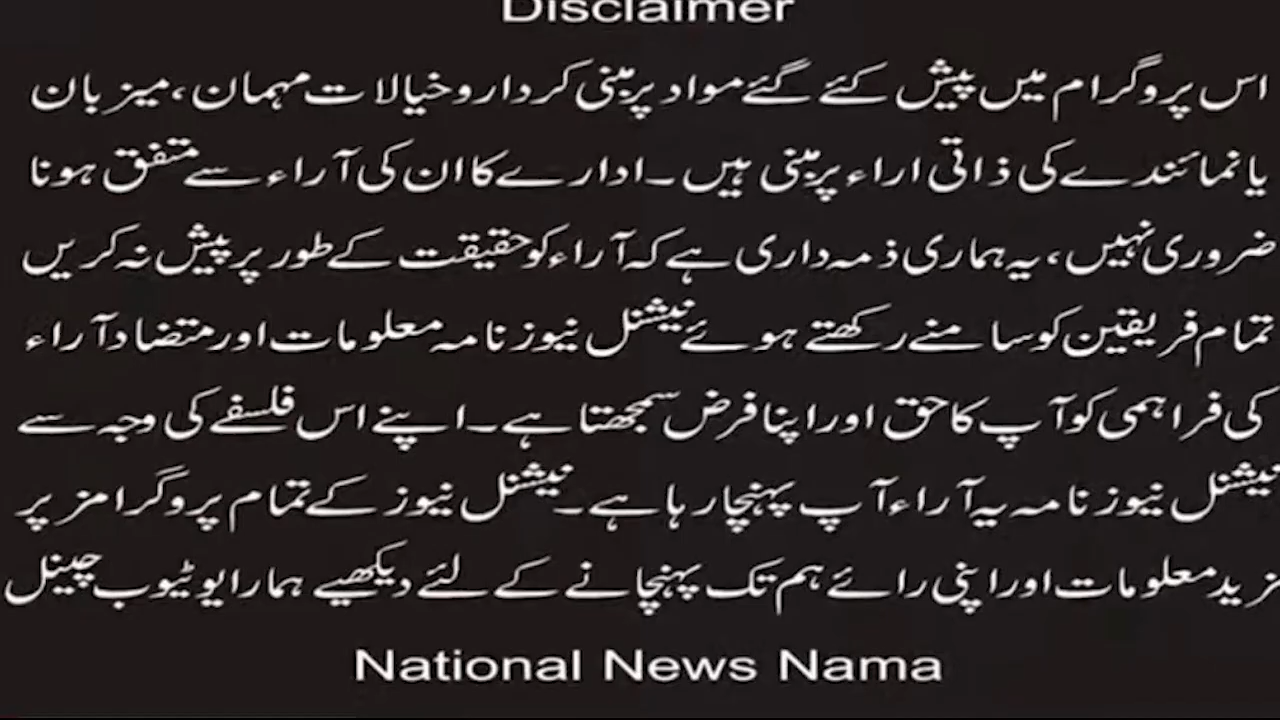 Disclaimer
اس پروگرام میں پیش کئے گئے مواد پر مبنی کردار و خیالات مہمان، میزبان
یا نمائندے کی ذاتی اراء پر مبنی ہیں۔ ادارے کا ان کی آراء سے متفق ہونا
ضروری نہیں، یہ ہماری ذمہ داری ہے کہ آراء کو حقیقت کے طور پر پیش نہ کریں
تمام فریقین کو سامنے رکھتے ہوئے نیشنل نیوز نامہ معلومات اور متضاد آراء
کی فراہمی کو آپ کا حق اور اپنا فرض سمجھتا ہے۔ اپنے اس فلسفے کی وجہ سے
نیشنل نیوز نامہ یہ آراء آپ پہنچا رہا ہے۔ نیشنل نیوز کے تمام پروگرامز پر
مزید معلومات اور اپنی رائے ہم تک پہنچانے کے لئے دیکھیے ہمارا یوٹیوب چینل
National News Nama